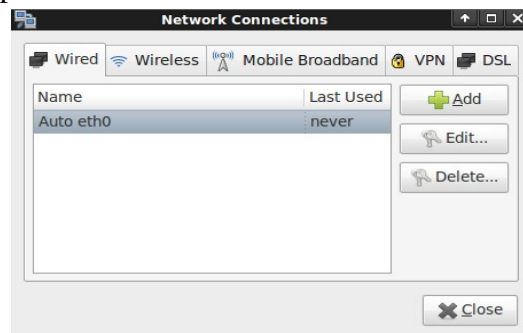 Network Connections
Wired Wireless Mobile Broadband VPN DSL
Name Last Used
Auto eth0 never
Add
Edit...
Delete...
Close